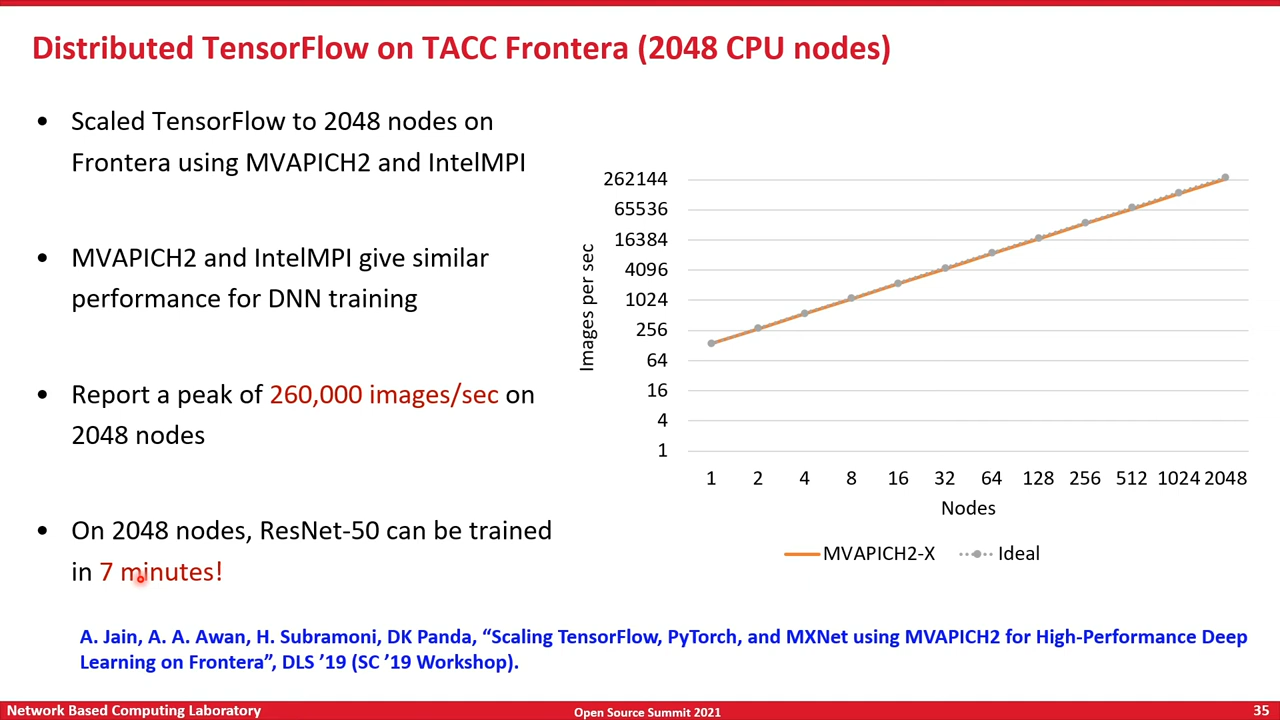 Distributed TensorFlow on TACC Frontera (2048 CPU nodes)
• Scaled TensorFlow to 2048 nodes on
Frontera using MVAPICH2 and IntelMPI
• MVAPICH2 and IntelMPI give similar
performance for DNN training
• Report a peak of 260,000 images/sec on
2048 nodes
• On 2048 nodes, ResNet-50 can be trained
in 7 minutes!
Images per sec
262144
65536
16384
4096
1024
256
64
16
4
1
1 2 4 8 16 32 64 128 256 512 1024 2048
Nodes
MVAPICH2-X Ideal
A. Jain, A. A. Awan, H. Subramoni, DK Panda, “Scaling TensorFlow, PyTorch, and MXNet using MVAPICH2 for High-Performance Deep
Learning on Frontera”, DLS ’19 (SC ’19 Workshop).
Network Based Computing Laboratory Open Source Summit 2021 35